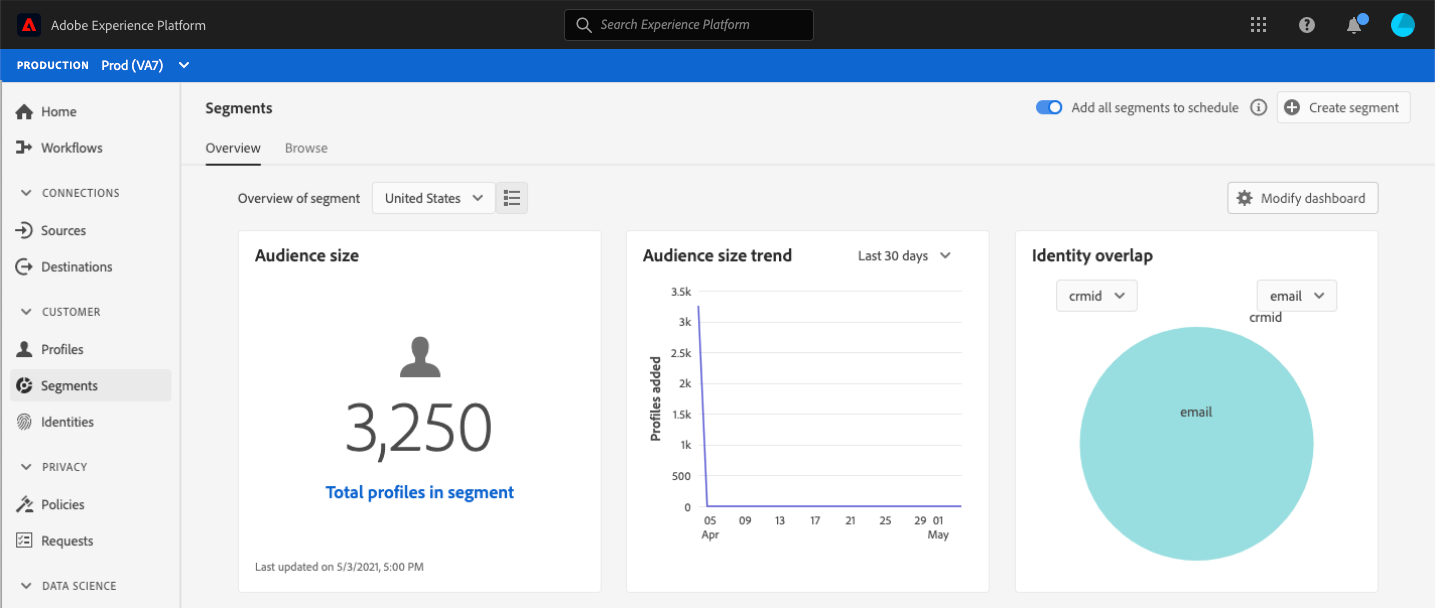 Adobe Experience Platform
Search Experience Platform
PRODUCTION Prod (VA7)
Home
Workflows
CONNECTIONS
Sources
Destinations
CUSTOMER
Profiles
Segments
Identities
PRIVACY
Policies
Requests
DATA SCIENCE
Segments
Add all segments to schedule
Create segment
Overview Browse
Overview of segment United States
Modify dashboard
Audience size
3,250
Total profiles in segment
Last updated on 5/3/2021, 5:00 PM
Audience size trend Last 30 days
Profiles added
3.5k
3k
2.5k
2k
1.5k
1k
500
0
05 09 13 17 21 25 29 01
Apr May
Identity overlap
crmid email
crmid
email